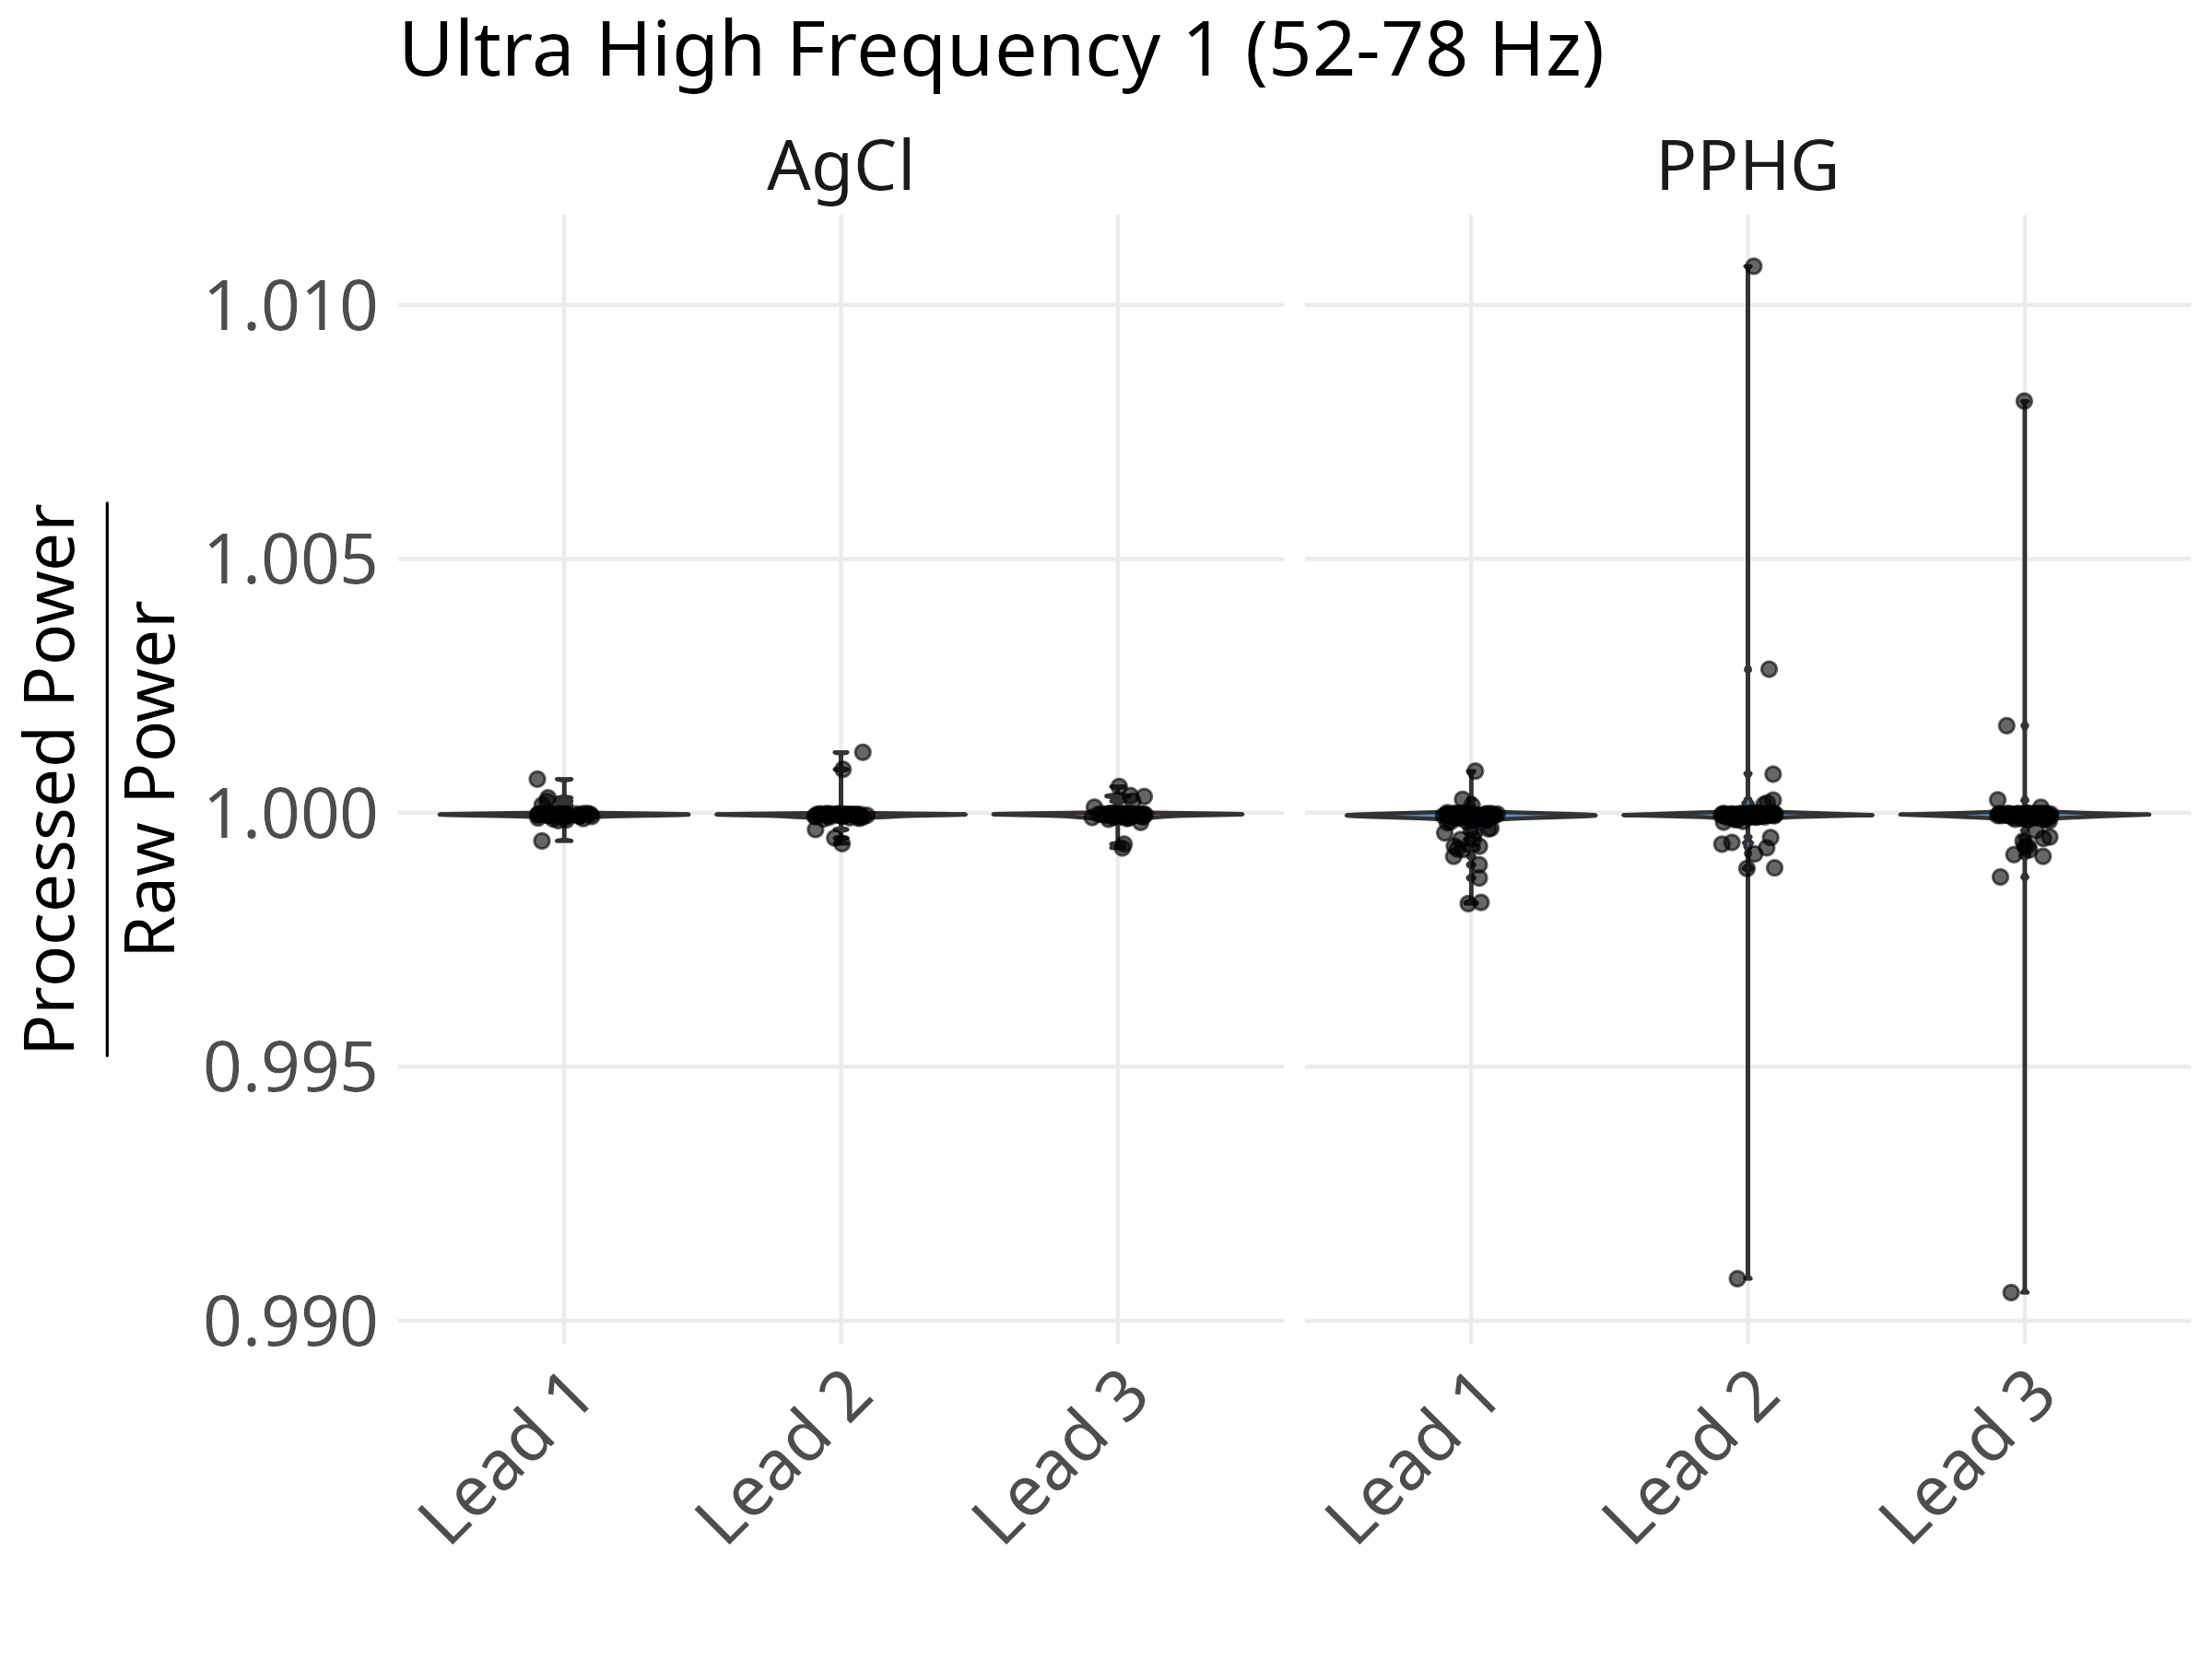 Ultra High Frequency 1 (52-78 Hz)
AgCl
PPHG
1.010
1.005
1.000
0.995
0.990
Processed Power
Raw Power
Lead 1
Lead 2
Lead 3
Lead 1
Lead 2
Lead 3